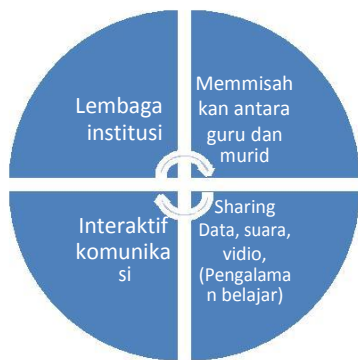 Lembaga
institusi
Memmisah
kan antara
guru dan
murid
Interaktif
komunika
si
Sharing
Data, suara,
vidio,
(Pengalama
n belajar)